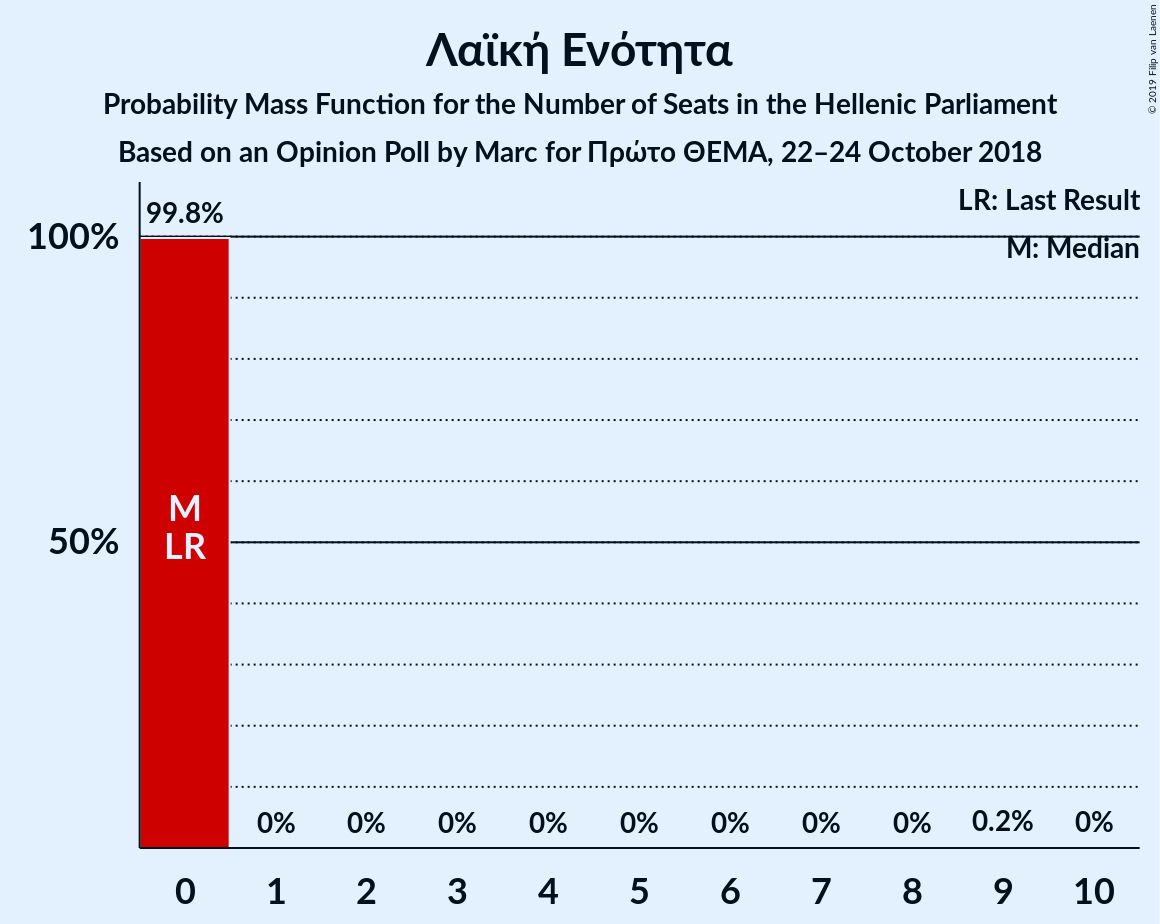 Λαϊκή Ενότητα
Probability Mass Function for the Number of Seats in the Hellenic Parliament
Based on an Opinion Poll by Marc for Πρώτο ΘΕΜΑ, 22–24 October 2018
© 2019 Filip van Laenen
LR: Last Result
M: Median
99.8%
100%
M
LR
50%
0% 0% 0% 0% 0% 0% 0% 0% 0.2% 0%
0 1 2 3 4 5 6 7 8 9 10